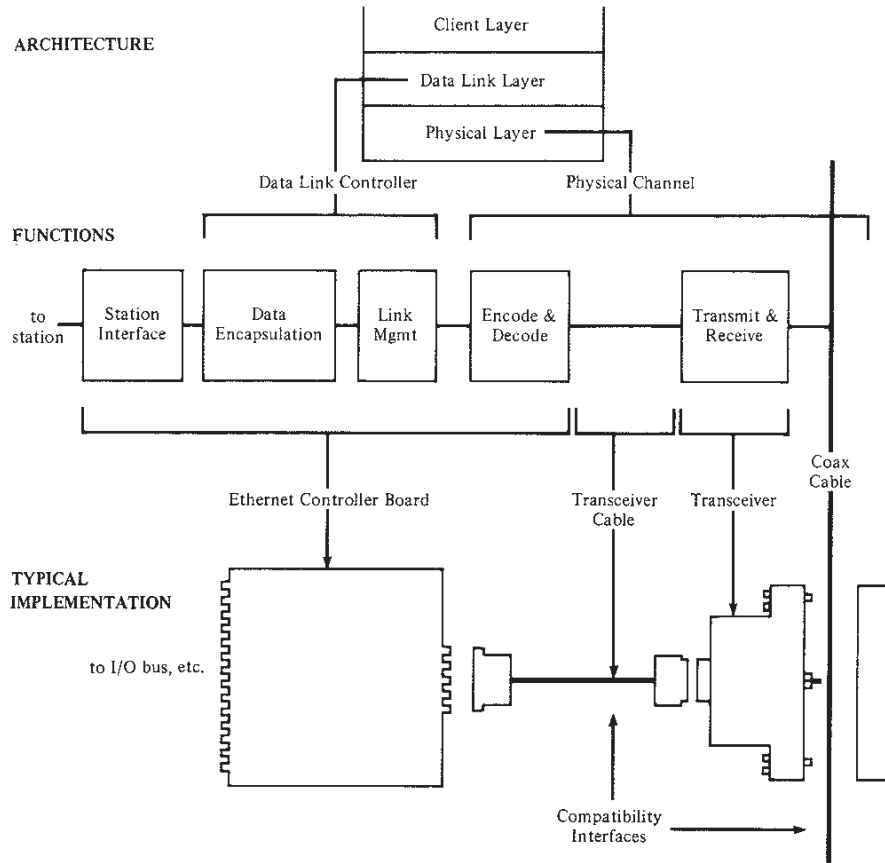 Client Layer
ARCHITECTURE
Data Link Layer
Physical Layer
Data Link Controller
Physical Channel
FUNCTIONS
to
station
Station
Interface
Data
Encapsulation
Link
Mgmt
Encode &
Decode
Transmit &
Receive
Coax
Cable
Ethernet Controller Board
Transceiver
Cable
Transceiver
TYPICAL
IMPLEMENTATION
to I/O bus, etc.
Compatibility
Interfaces